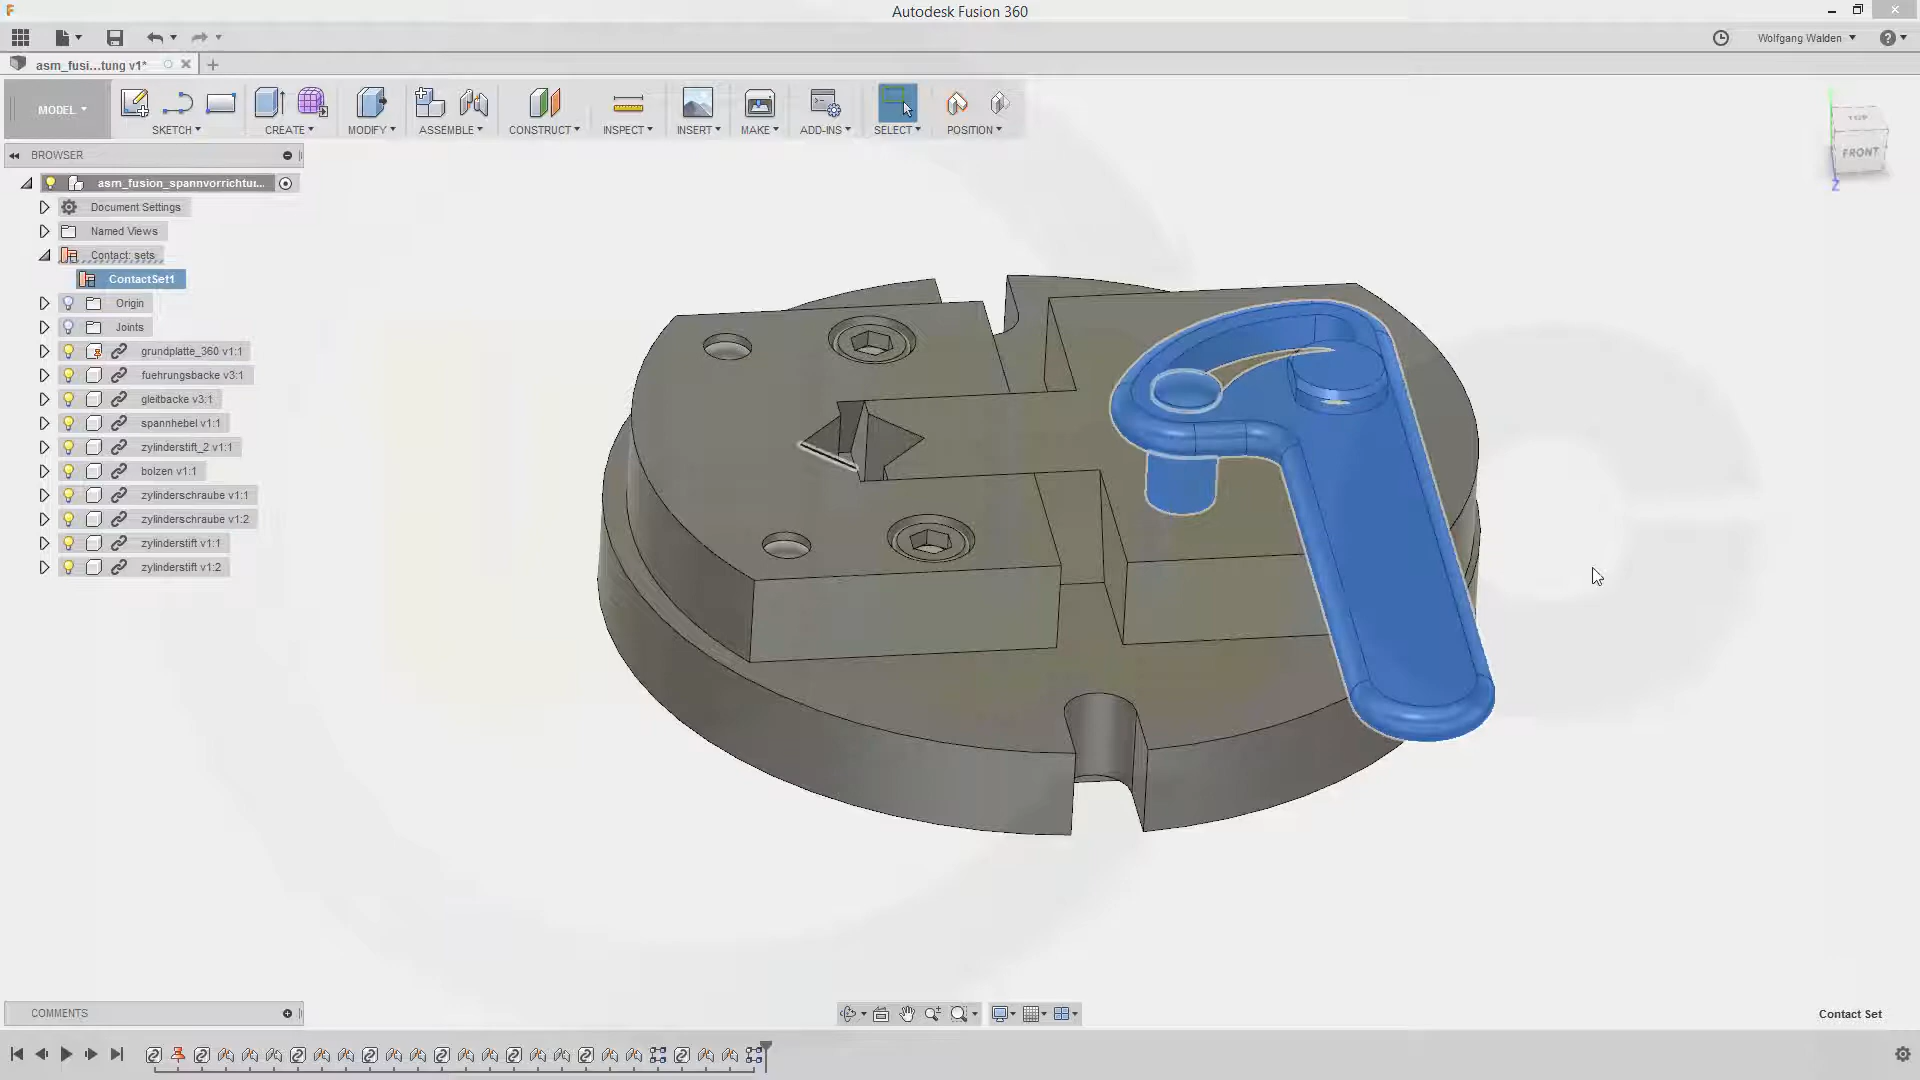 Autodesk Fusion 360
Wolfgang Walden
asm_fusi...tung v1*
MODEL
SKETCH
CREATE
MODIFY
ASSEMBLE
CONSTRUCT
INSPECT
INSERT
MAKE
ADD-INS
SELECT
POSITION
TOP
FRONT
Z
BROWSER
asm_fusion_spannvorrichtu...
Document Settings
Named Views
Contact: sets
ContactSet1
Origin
Joints
grundplatte_360 v1:1
fuehrungsbacke v3:1
gleitbacke v3:1
spannhebel v1:1
zylinderstift_2 v1:1
bolzen v1:1
zylinderschraube v1:1
zylinderschraube v1:2
zylinderstift v1:1
zylinderstift v1:2
COMMENTS
Contact Set